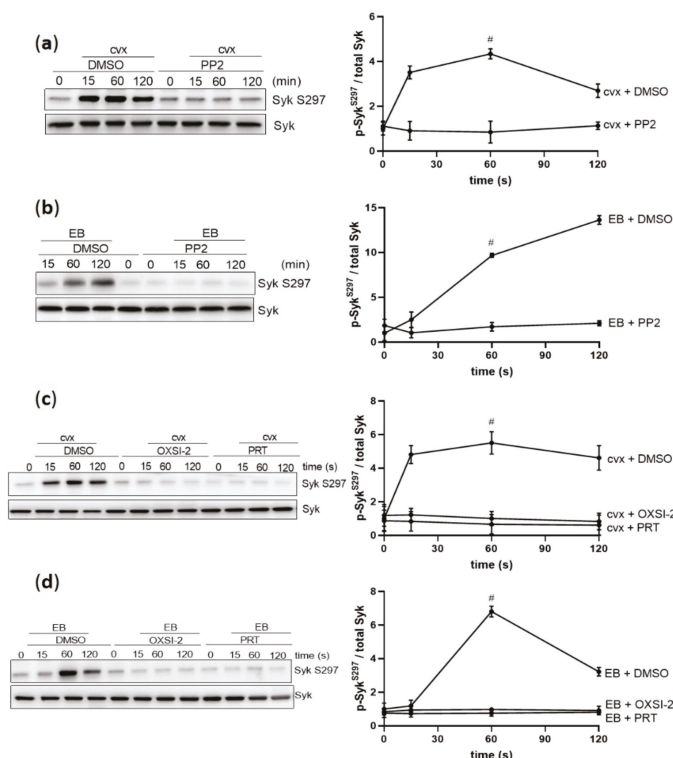 (a)
cvx cvx
DMSO PP2
0 15 60 120 0 15 60 120 (min)
Syk S297
Syk
p-Syk^S297/ total Syk
6
4
2
0
0 30 60 90 120
time (s)
#
cvx + DMSO
cvx + PP2
(b)
EB EB
DMSO PP2
15 60 120 0 0 15 60 120 (min)
Syk S297
Syk
p-Syk^S297/ total Syk
15
10
5
0
0 30 60 90 120
time (s)
#
EB + DMSO
EB + PP2
(c)
cvx cvx cvx
DMSO OXSI-2 PRT
0 15 60 120 0 15 60 120 0 15 60 120 time (s)
Syk S297
Syk
p-Syk^S297/ total Syk
8
6
4
2
0
0 30 60 90 120
time (s)
#
cvx + DMSO
cvx + OXSI-2
cvx + PRT
(d)
EB EB EB
DMSO OXSI-2 PRT
0 15 60 120 0 15 60 120 0 15 60 120 time (s)
Syk S297
Syk
p-Syk^S297/ total Syk
8
6
4
2
0
0 30 60 90 120
time (s)
#
EB + DMSO
EB + OXSI-2
EB + PRT